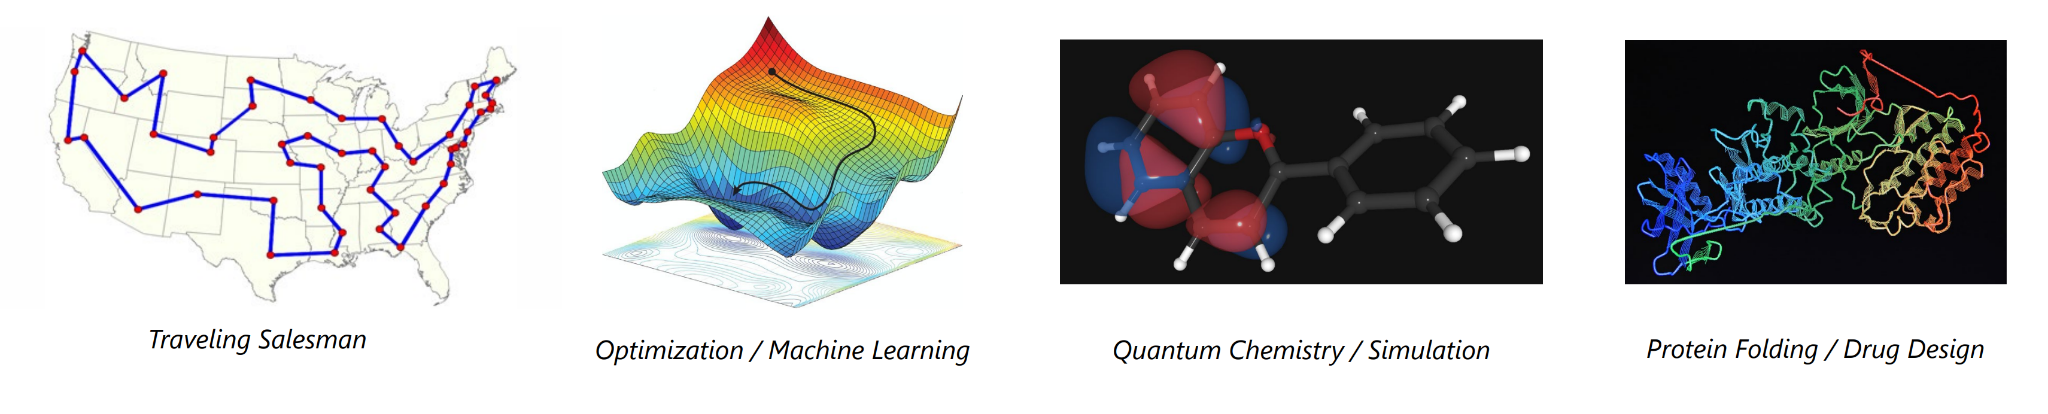 Traveling Salesman
Optimization / Machine Learning
Quantum Chemistry / Simulation
Protein Folding / Drug Design